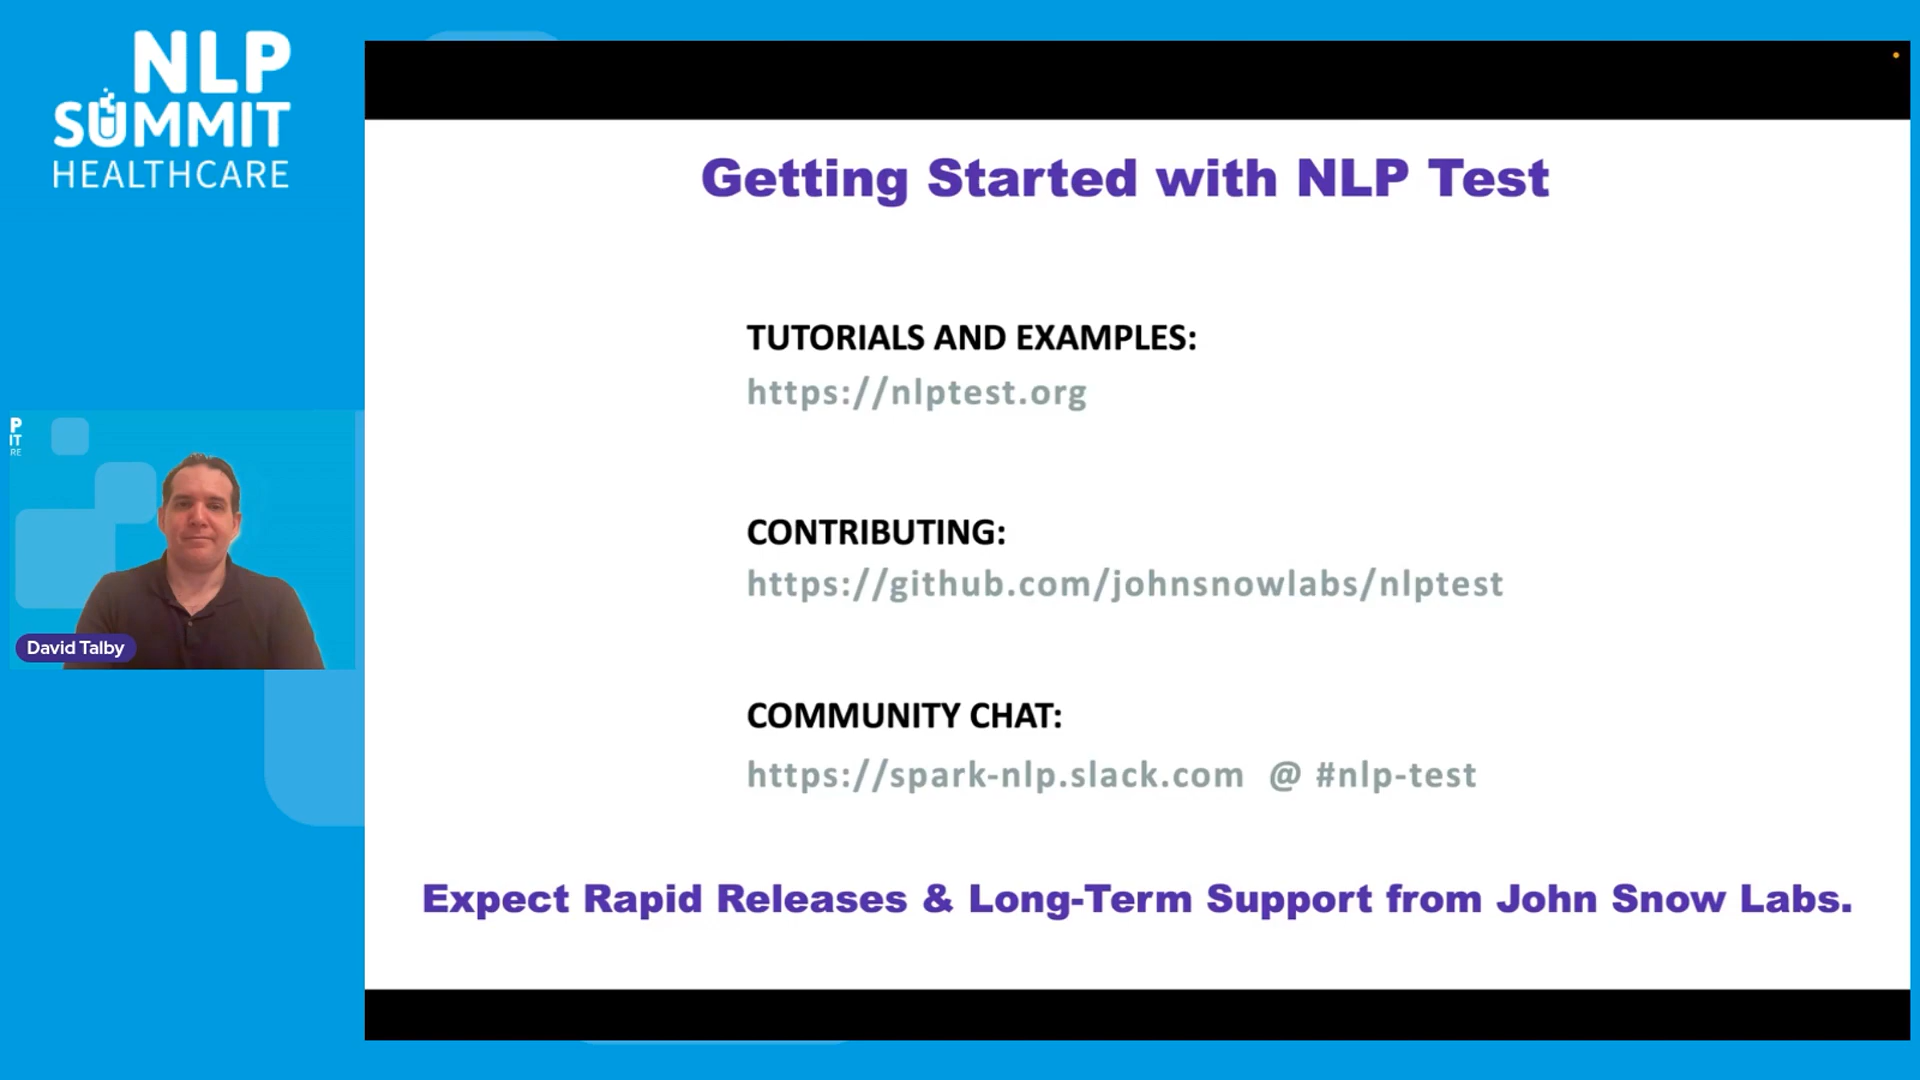 NLP
SUMMIT
HEALTHCARE
Getting Started with NLP Test
TUTORIALS AND EXAMPLES:
https://nlptest.org
CONTRIBUTING:
https://github.com/johnsnowlabs/nlptest
COMMUNITY CHAT:
https://spark-nlp.slack.com @ #nlp-test
Expect Rapid Releases & Long-Term Support from John Snow Labs.
P
IT
RE
David Talby